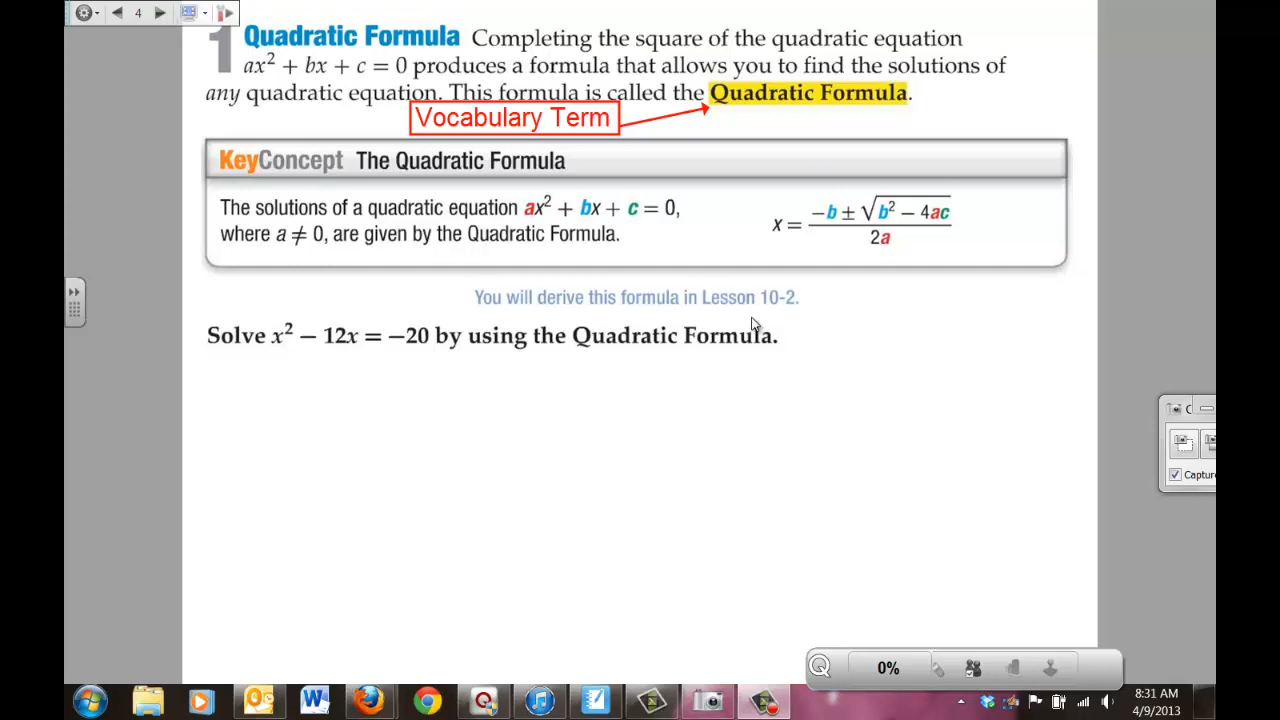 4
1 Quadratic Formula Completing the square of the quadratic equation
ax² + bx + c = 0 produces a formula that allows you to find the solutions of
any quadratic equation. This formula is called the Quadratic Formula.
Vocabulary Term
KeyConcept The Quadratic Formula
The solutions of a quadratic equation ax² + bx + c = 0,
where a ≠ 0, are given by the Quadratic Formula.
x = (−b ± √(b² − 4ac)) / 2a
You will derive this formula in Lesson 10-2.
Solve x² − 12x = −20 by using the Quadratic Formula.
C
Capture
0%
8:31 AM
4/9/2013